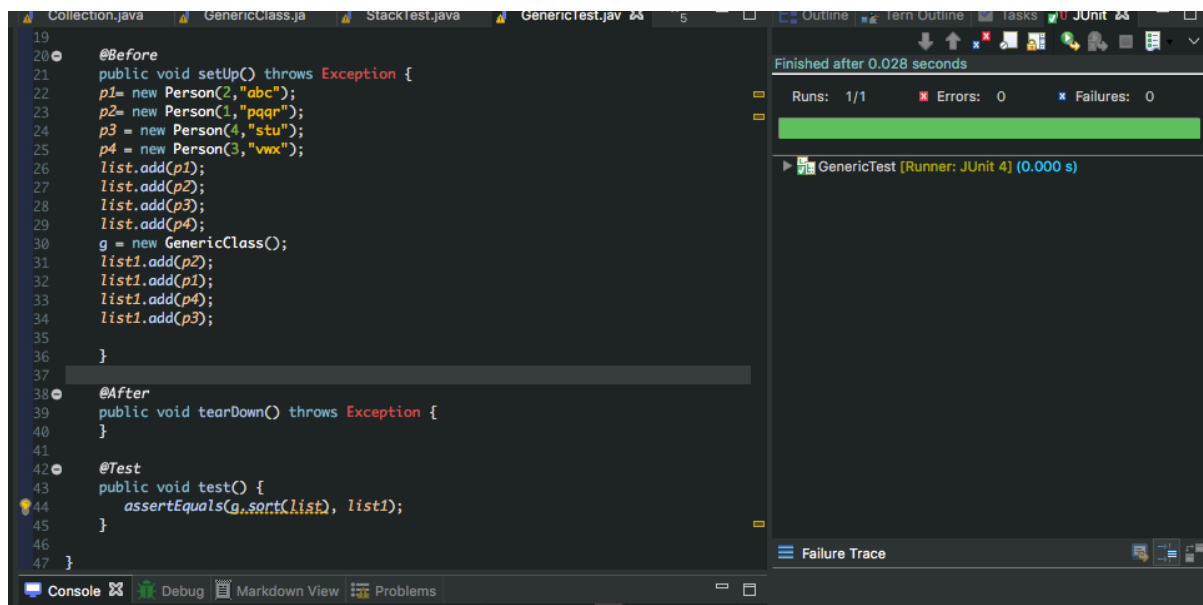 Collection.java GenericClass.ja StackTest.java GenericTest.jav 5
19
20 @Before
21 public void setUp() throws Exception {
22 p1= new Person(2,"abc");
23 p2= new Person(1,"pqqr");
24 p3 = new Person(4,"stu");
25 p4 = new Person(3,"vwx");
26 list.add(p1);
27 list.add(p2);
28 list.add(p3);
29 list.add(p4);
30 g = new GenericClass();
31 list1.add(p2);
32 list1.add(p1);
33 list1.add(p4);
34 list1.add(p3);
35
36 }
37
38 @After
39 public void tearDown() throws Exception {
40 }
41
42 @Test
43 public void test() {
44 assertEquals(g.sort(list), list1);
45 }
46
47 }
Console Debug Markdown View Problems
Outline Tern Outline Tasks JUnit
Finished after 0.028 seconds
Runs: 1/1 Errors: 0 Failures: 0
GenericTest [Runner: JUnit 4] (0.000 s)
Failure Trace